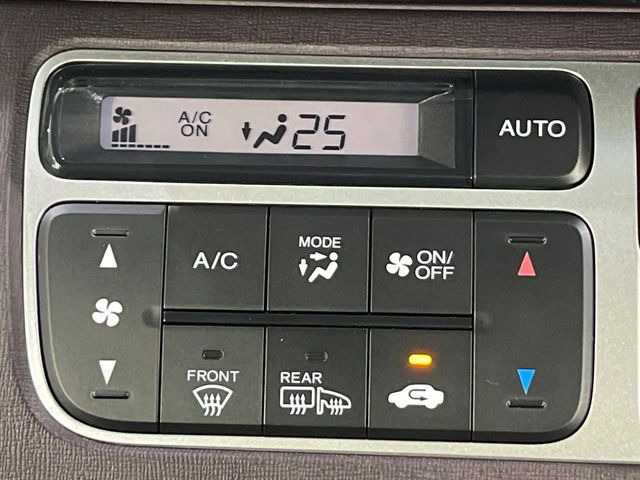 A/C
ON
25
AUTO
A/C
MODE
ON/
OFF
FRONT
REAR